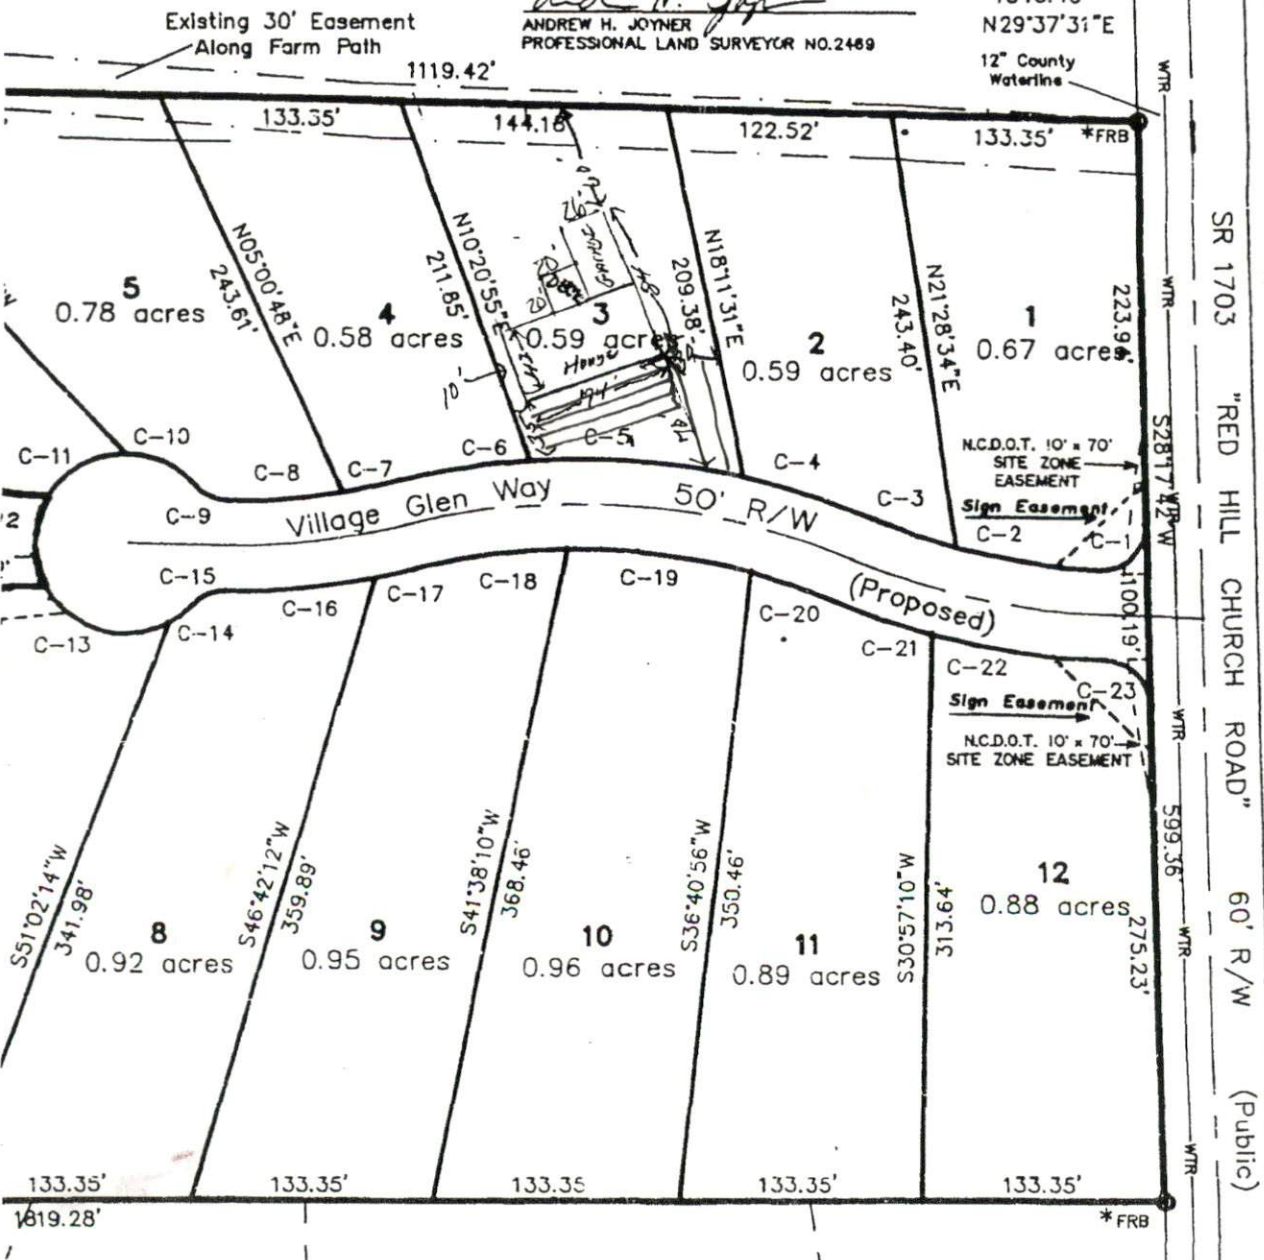 Existing 30' Easement
Along Farm Path
ANDREW H. JOYNER
PROFESSIONAL LAND SURVEYOR NO.2469
N29°37'31"E
12" County
Waterline
WTR
1119.42'
133.35'
144.16'
122.52'
133.35'
*FRB
N05°00'48"E
243.61'
N10°20'55"E
211.85'
N18°11'31"E
209.38'
N21°28'34"E
243.40'
223.94'
5
0.78 acres
4
0.58 acres
3
0.59 acres
2
0.59 acres
1
0.67 acres
10'
20
HOUSE
C-11
C-10
C-8
C-7
C-6
C-5
C-4
C-3
C-2
C-1
C-9
N.C.D.O.T. 10' x 70'
SITE ZONE
EASEMENT
Sign Easement
S28°17'42"W
WTR
WTR
SR 1703 "RED HILL CHURCH ROAD" 60' R/W (Public)
Village Glen Way 50' R/W
(Proposed)
100.19'
C-15
C-16
C-17
C-18
C-19
C-20
C-21
C-22
C-23
C-13
C-14
Sign Easement
N.C.D.O.T. 10' x 70'
SITE ZONE EASEMENT
WTR
599.36'
S51°02'14"W
341.98'
S46°42'12"W
359.89'
S41°38'10"W
368.46'
S36°40'56"W
350.46'
S30°57'10"W
313.64'
275.23'
8
0.92 acres
9
0.95 acres
10
0.96 acres
11
0.89 acres
12
0.88 acres
WTR
WTR
133.35'
133.35'
133.35
133.35'
133.35'
1819.28'
*FRB